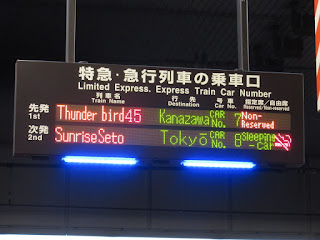 特急・急行列車の乗車口
Limited Express. Express Train Car Number
列車名 行先 号車 指定席/自由席
Train Name Destination Car No. Reserved/Non-reserved
先発 1st Thunder bird45 Kanazawa CAR No. 7 Non-Reserved
次発 2nd SunriseSeto Tokyō CAR No. 8 Sleeping-car